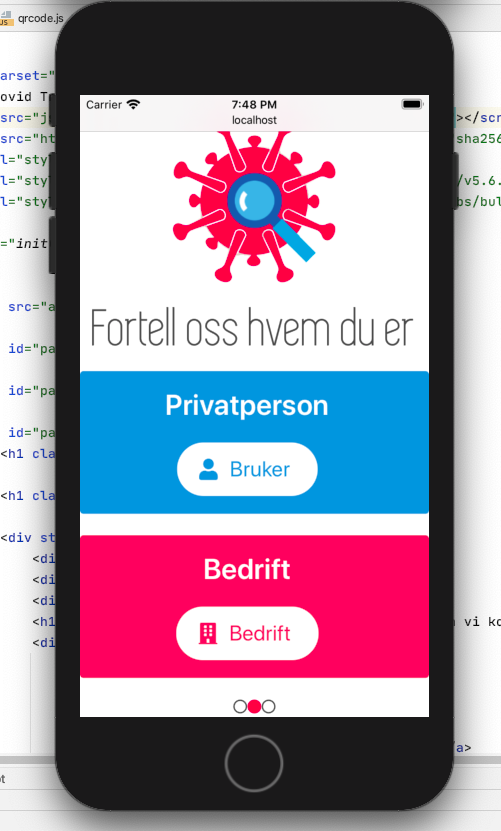 qrcode.js
JS
arset="
ovid T
src="j
></scr
src="ht
sha256
l="sty
l="sty
/v5.6.
l="sty
bs/bul
="init
src="a
id="pa
id="pa
id="pa
<h1 cla
<h1 cla
<div st
<di
<di
<di
<h1
vi ko
<di
a>
Carrier
7:48 PM
localhost
Fortell oss hvem du er
Privatperson
Bruker
Bedrift
Bedrift